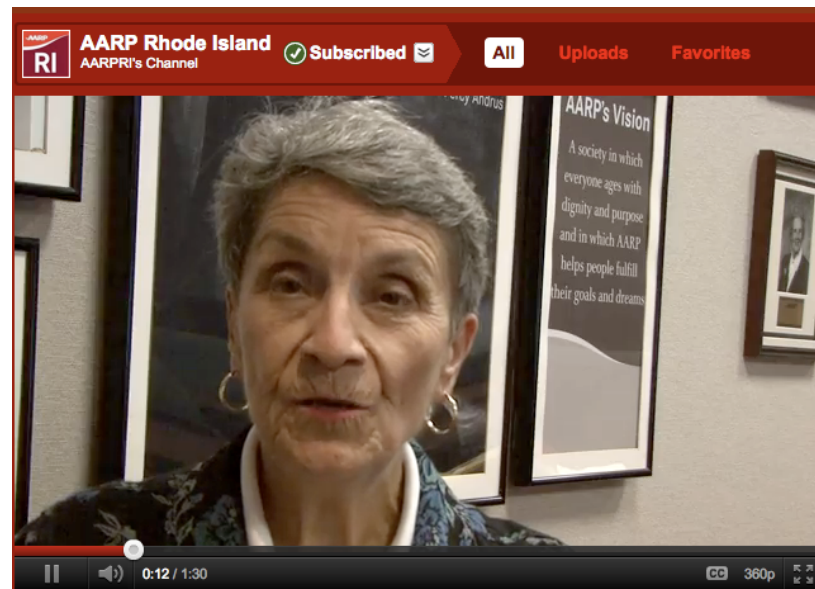 AARP
RI
AARP Rhode Island
AARPRI's Channel
Subscribed
All
Uploads
Favorites
Andrus
AARP's Vision
A society in which
everyone ages with
dignity and purpose
and in which AARP
helps people fulfill
their goals and dreams
0:12 / 1:30
CC
360p